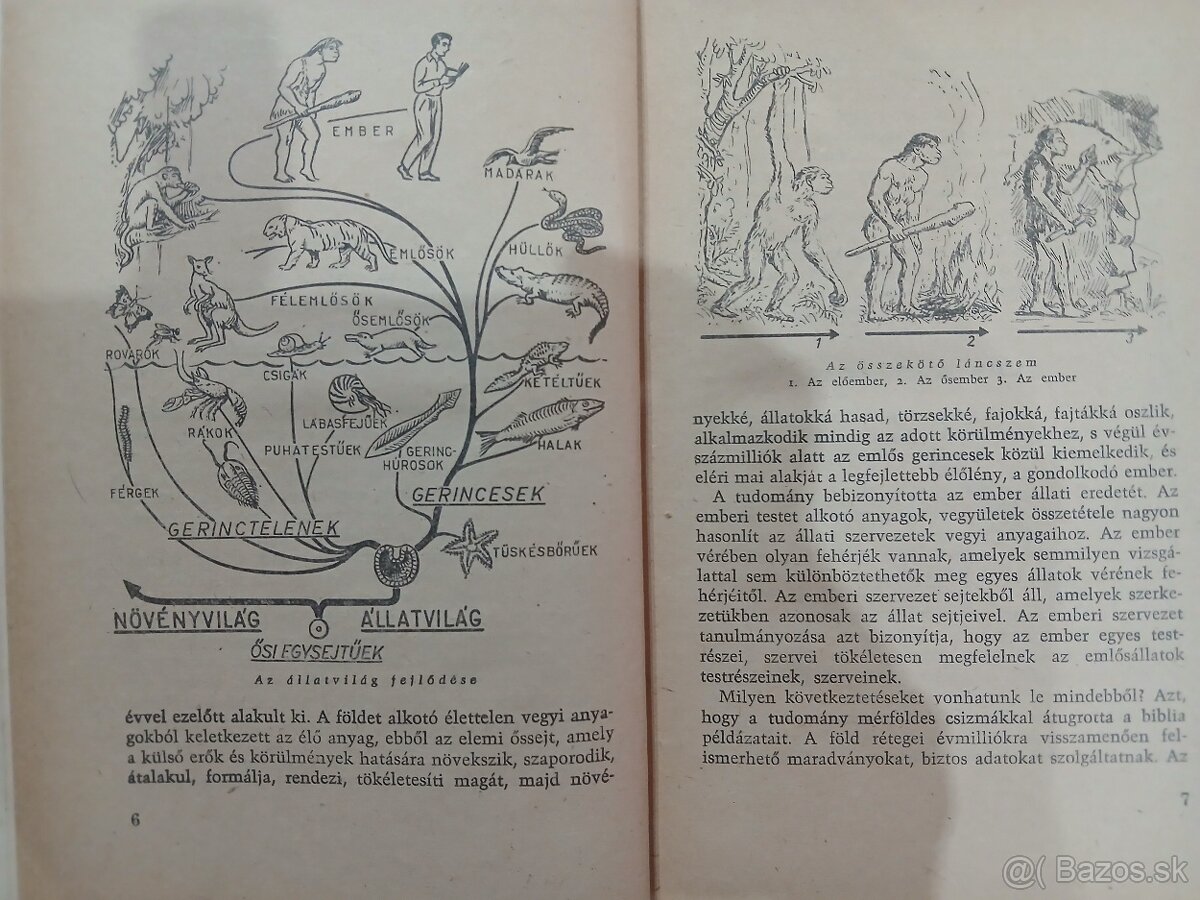 EMBER
MADARAK
HÜLLŐK
EMLŐSÖK
FÉLEMLŐSÖK
ŐSEMLŐSÖK
ROVAROK
CSIGÁK
KÉTÉLTŰEK
LÁBASFEJŰEK
RÁKOK
PUHATESTŰEK
GERINC-
HÚROSOK
HALAK
FÉRGEK
GERINCESEK
GERINCTELENEK
TÜSKÉSBŐRŰEK
NÖVÉNYVILÁG
ÁLLATVILÁG
ŐSI EGYSEJTŰEK
Az állatvilág fejlődése
évvel ezelőtt alakult ki. A földet alkotó élettelen vegyi anya-
gokból keletkezett az élő anyag, ebből az elemi őssejt, amely
a külső erők és körülmények hatására növekszik, szaporodik,
átalakul, formálja, rendezi, tökéletesíti magát, majd növé-
6
1
2
3
Az összekötő láncszem
1. Az előember, 2. Az ősember 3. Az ember
nyekké, állatokká hasad, törzsekké, fajokká, fajtákká oszlik,
alkalmazkodik mindig az adott körülményekhez, s végül év-
százmilliók alatt az emlős gerincesek közül kiemelkedik, és
eléri mai alakját a legfejlettebb élőlény, a gondolkodó ember.
A tudomány bebizonyította az ember állati eredetét. Az
emberi testet alkotó anyagok, vegyületek összetétele nagyon
hasonlít az állati szervezetek vegyi anyagaihoz. Az ember
vérében olyan fehérjék vannak, amelyek semmilyen vizsgá-
lattal sem különböztethetők meg egyes állatok vérének fe-
hérjéitől. Az emberi szervezet sejtekből áll, amelyek szerke-
zetükben azonosak az állat sejtjeivel. Az emberi szervezet
tanulmányozása azt bizonyítja, hogy az ember egyes test-
részei, szervei tökéletesen megfelelnek az emlősállatok
testrészeinek, szerveinek.
Milyen következtetéseket vonhatunk le mindebből? Azt,
hogy a tudomány mérföldes csizmákkal átugrotta a biblia
példázatait. A föld rétegei évmilliókra visszamenően fel-
ismerhető maradványokat, biztos adatokat szolgáltatnak. Az
7
@( Bazos.sk